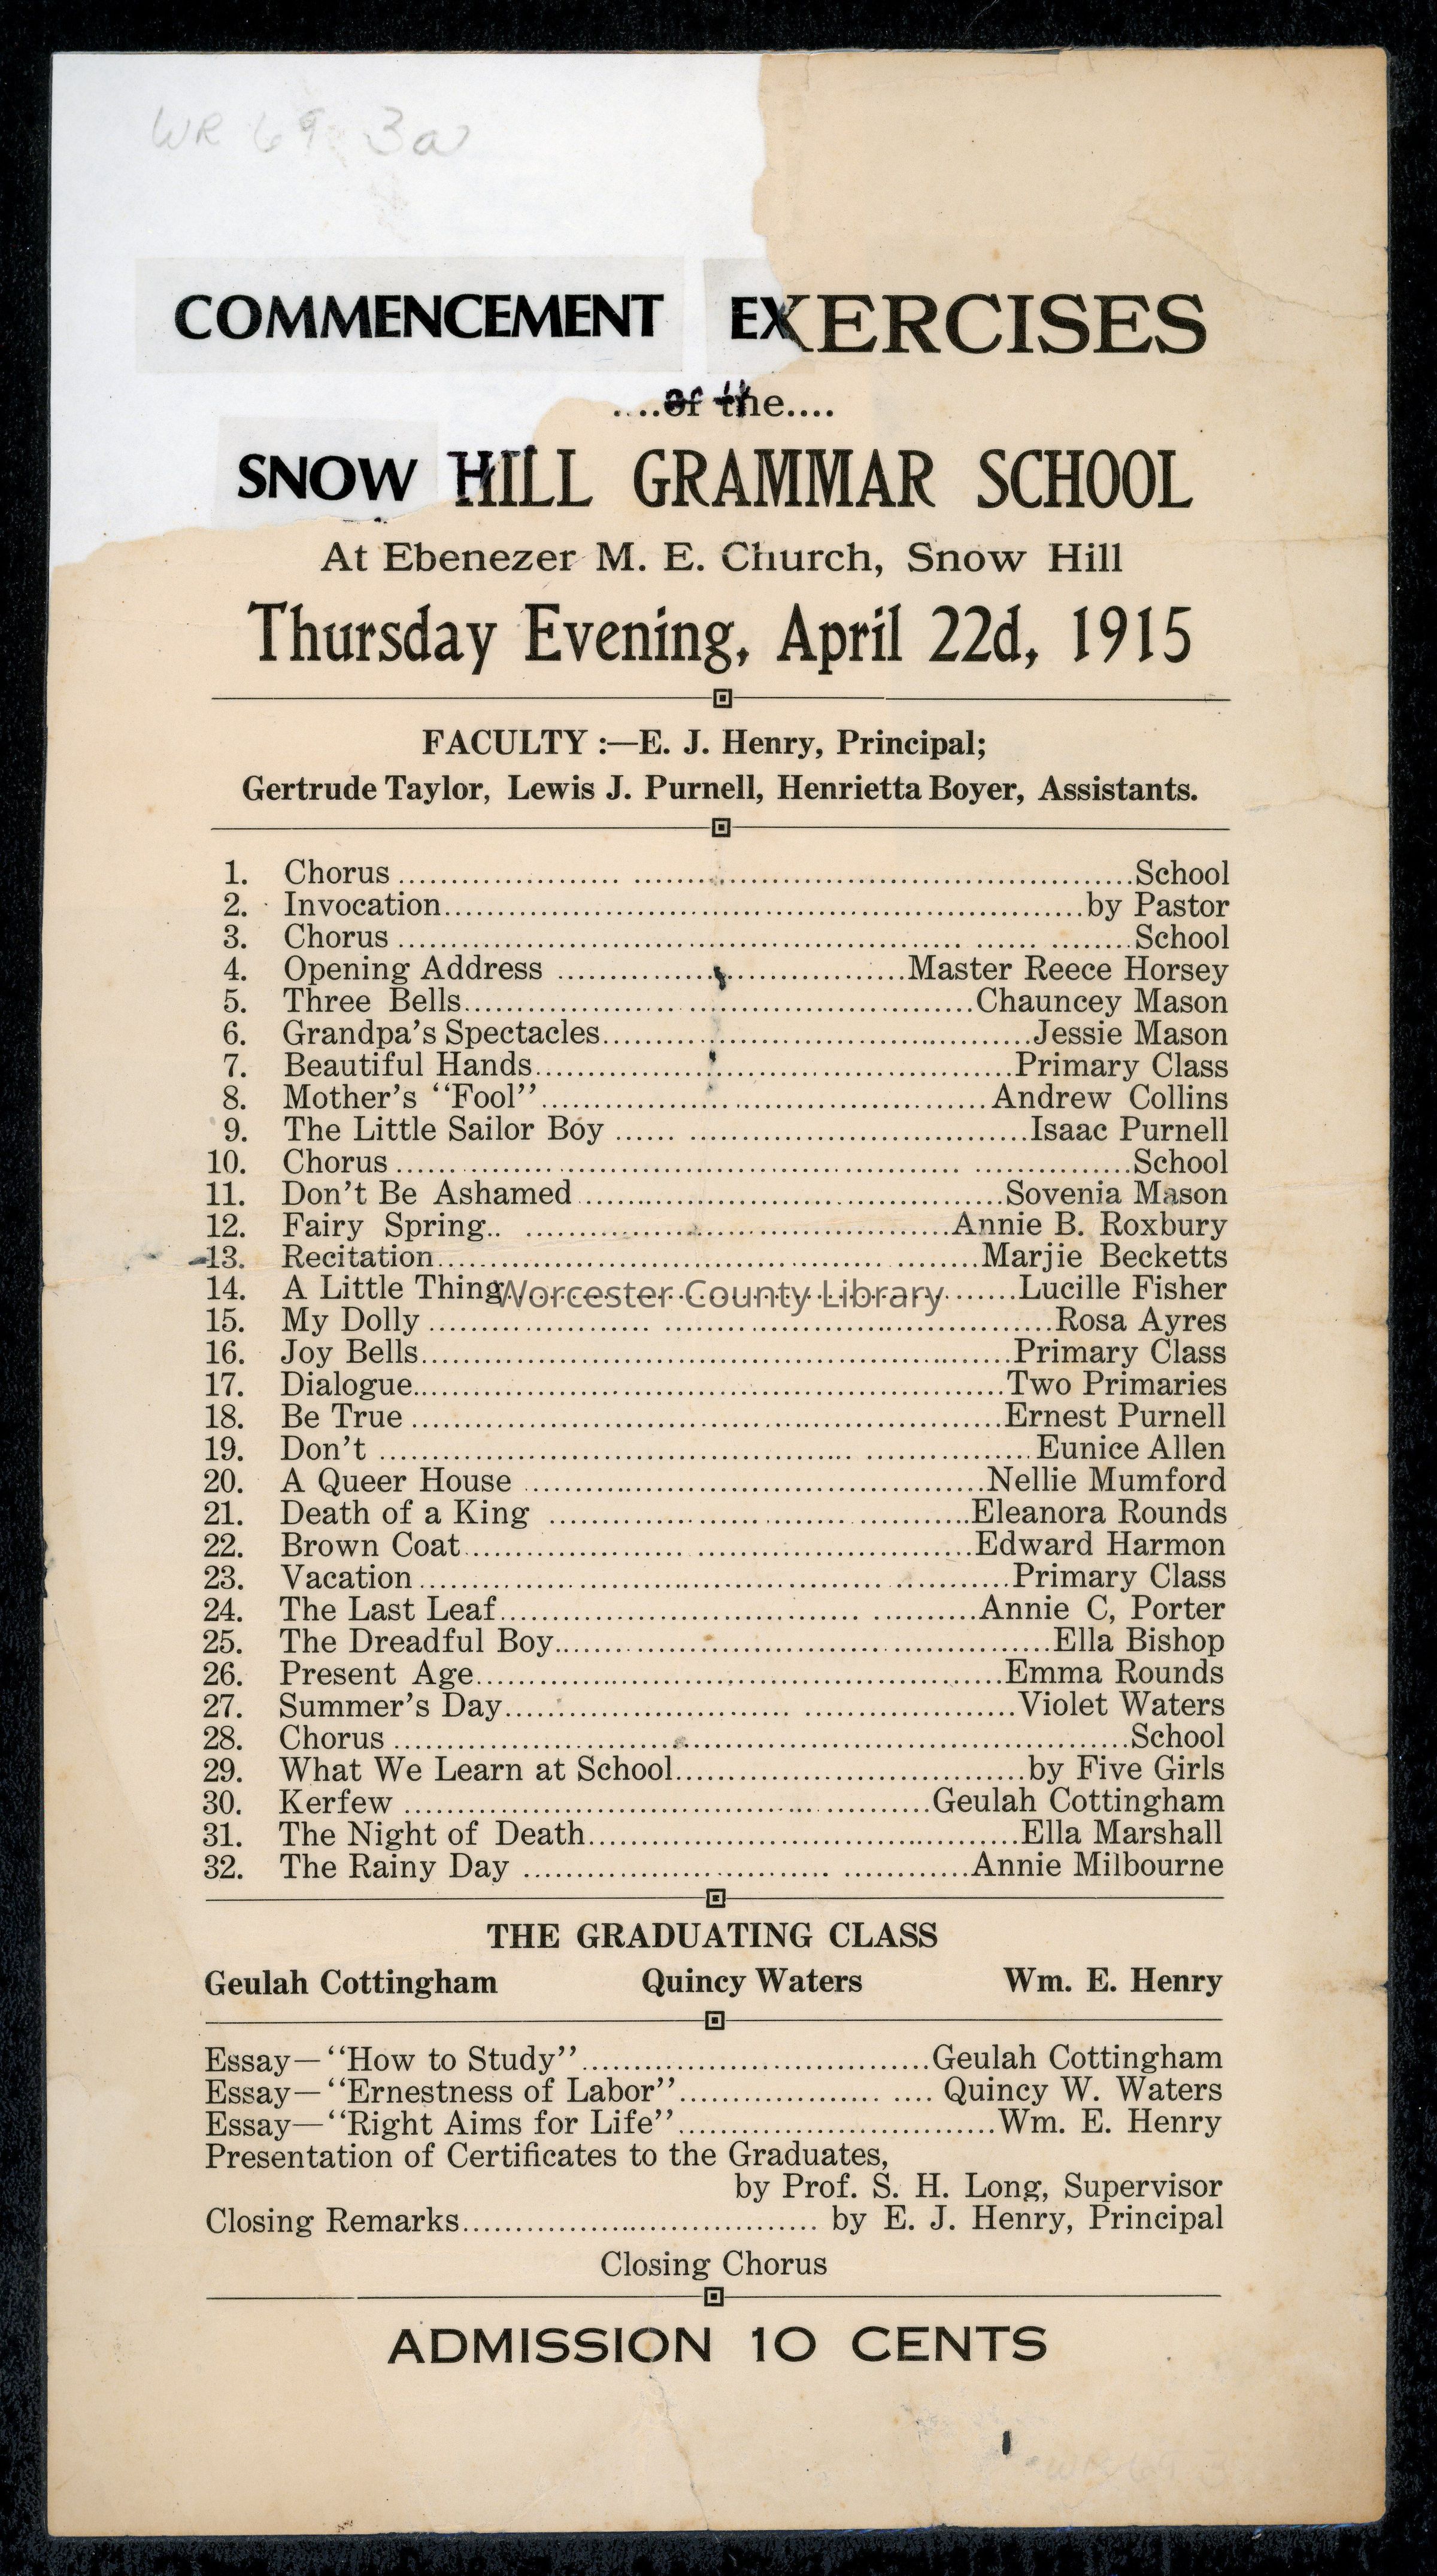 WR 69 3a
COMMENCEMENT EXERCISES
....of the....
SNOW HILL GRAMMAR SCHOOL
At Ebenezer M. E. Church, Snow Hill
Thursday Evening, April 22d, 1915
FACULTY :—E. J. Henry, Principal;
Gertrude Taylor, Lewis J. Purnell, Henrietta Boyer, Assistants.
1. Chorus ........ School
2. Invocation ........ by Pastor
3. Chorus ........ School
4. Opening Address ........ Master Reece Horsey
5. Three Bells ........ Chauncey Mason
6. Grandpa's Spectacles ........ Jessie Mason
7. Beautiful Hands ........ Primary Class
8. Mother's "Fool" ........ Andrew Collins
9. The Little Sailor Boy ........ Isaac Purnell
10. Chorus ........ School
11. Don't Be Ashamed ........ Sovenia Mason
12. Fairy Spring ........ Annie B. Roxbury
13. Recitation ........ Marjie Becketts
14. A Little Thing ........ Lucille Fisher
Worcester County Library
15. My Dolly ........ Rosa Ayres
16. Joy Bells ........ Primary Class
17. Dialogue ........ Two Primaries
18. Be True ........ Ernest Purnell
19. Don't ........ Eunice Allen
20. A Queer House ........ Nellie Mumford
21. Death of a King ........ Eleanora Rounds
22. Brown Coat ........ Edward Harmon
23. Vacation ........ Primary Class
24. The Last Leaf ........ Annie C, Porter
25. The Dreadful Boy ........ Ella Bishop
26. Present Age ........ Emma Rounds
27. Summer's Day ........ Violet Waters
28. Chorus ........ School
29. What We Learn at School ........ by Five Girls
30. Kerfew ........ Geulah Cottingham
31. The Night of Death ........ Ella Marshall
32. The Rainy Day ........ Annie Milbourne
THE GRADUATING CLASS
Geulah Cottingham Quincy Waters Wm. E. Henry
Essay—"How to Study" ........ Geulah Cottingham
Essay—"Ernestness of Labor" ........ Quincy W. Waters
Essay—"Right Aims for Life" ........ Wm. E. Henry
Presentation of Certificates to the Graduates,
by Prof. S. H. Long, Supervisor
Closing Remarks ........ by E. J. Henry, Principal
Closing Chorus
ADMISSION 10 CENTS